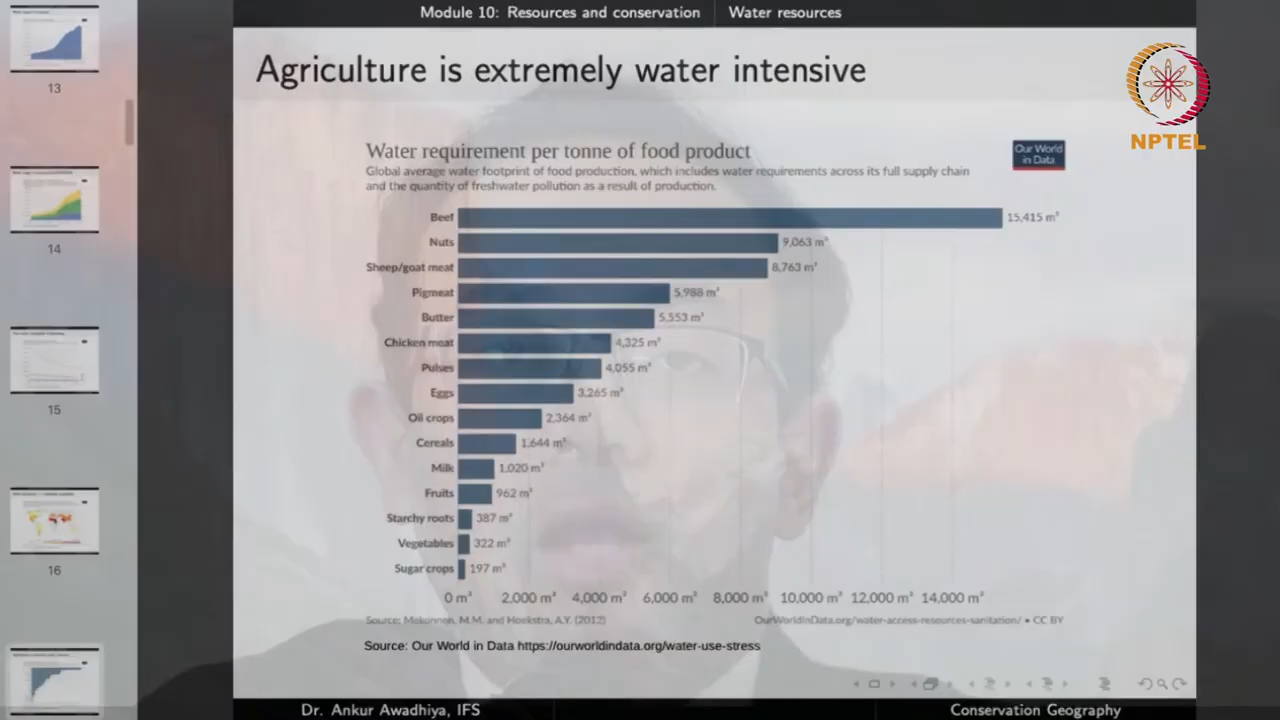 Module 10: Resources and conservation
Water resources
Agriculture is extremely water intensive
NPTEL
Water requirement per tonne of food product
Our World
in Data
Global average water footprint of food production, which includes water requirements across its full supply chain
and the quantity of freshwater pollution as a result of production.
Beef 15,415 m³
Nuts 9,063 m³
Sheep/goat meat 8,763 m³
Pigmeat 5,988 m³
Butter 5,553 m³
Chicken meat 4,325 m³
Pulses 4,055 m³
Eggs 3,265 m³
Oil crops 2,364 m³
Cereals 1,644 m³
Milk 1,020 m³
Fruits 962 m³
Starchy roots 387 m³
Vegetables 322 m³
Sugar crops 197 m³
0 m³ 2,000 m³ 4,000 m³ 6,000 m³ 8,000 m³ 10,000 m³ 12,000 m³ 14,000 m³
Source: Mekonnen, M.M. and Hoekstra, A.Y. (2012)
OurWorldInData.org/water-access-resources-sanitation/ • CC BY
Source: Our World in Data https://ourworldindata.org/water-use-stress
Dr. Ankur Awadhiya, IFS
Conservation Geography
13
14
15
16